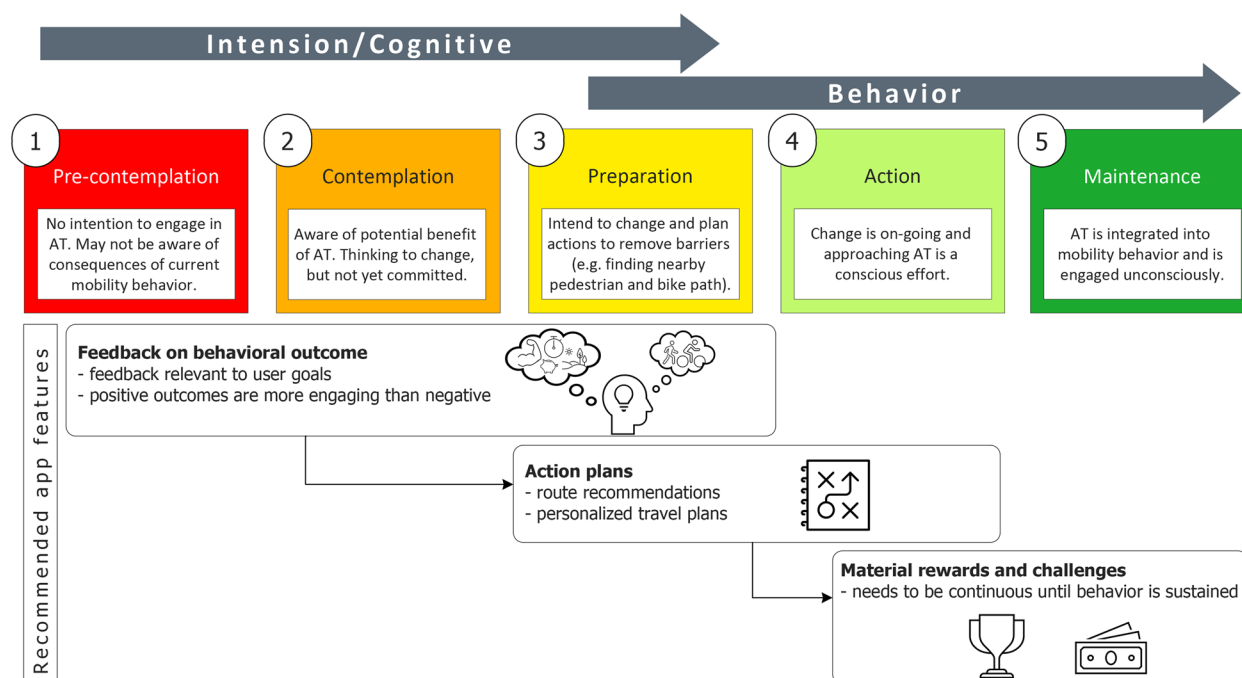 Intension/Cognitive
Behavior
1
Pre-contemplation
No intention to engage in
AT. May not be aware of
consequences of current
mobility behavior.
2
Contemplation
Aware of potential benefit
of AT. Thinking to change,
but not yet committed.
3
Preparation
Intend to change and plan
actions to remove barriers
(e.g. finding nearby
pedestrian and bike path).
4
Action
Change is on-going and
approaching AT is a
conscious effort.
5
Maintenance
AT is integrated into
mobility behavior and is
engaged unconsciously.
Recommended app features
Feedback on behavioral outcome
- feedback relevant to user goals
- positive outcomes are more engaging than negative
Action plans
- route recommendations
- personalized travel plans
Material rewards and challenges
- needs to be continuous until behavior is sustained